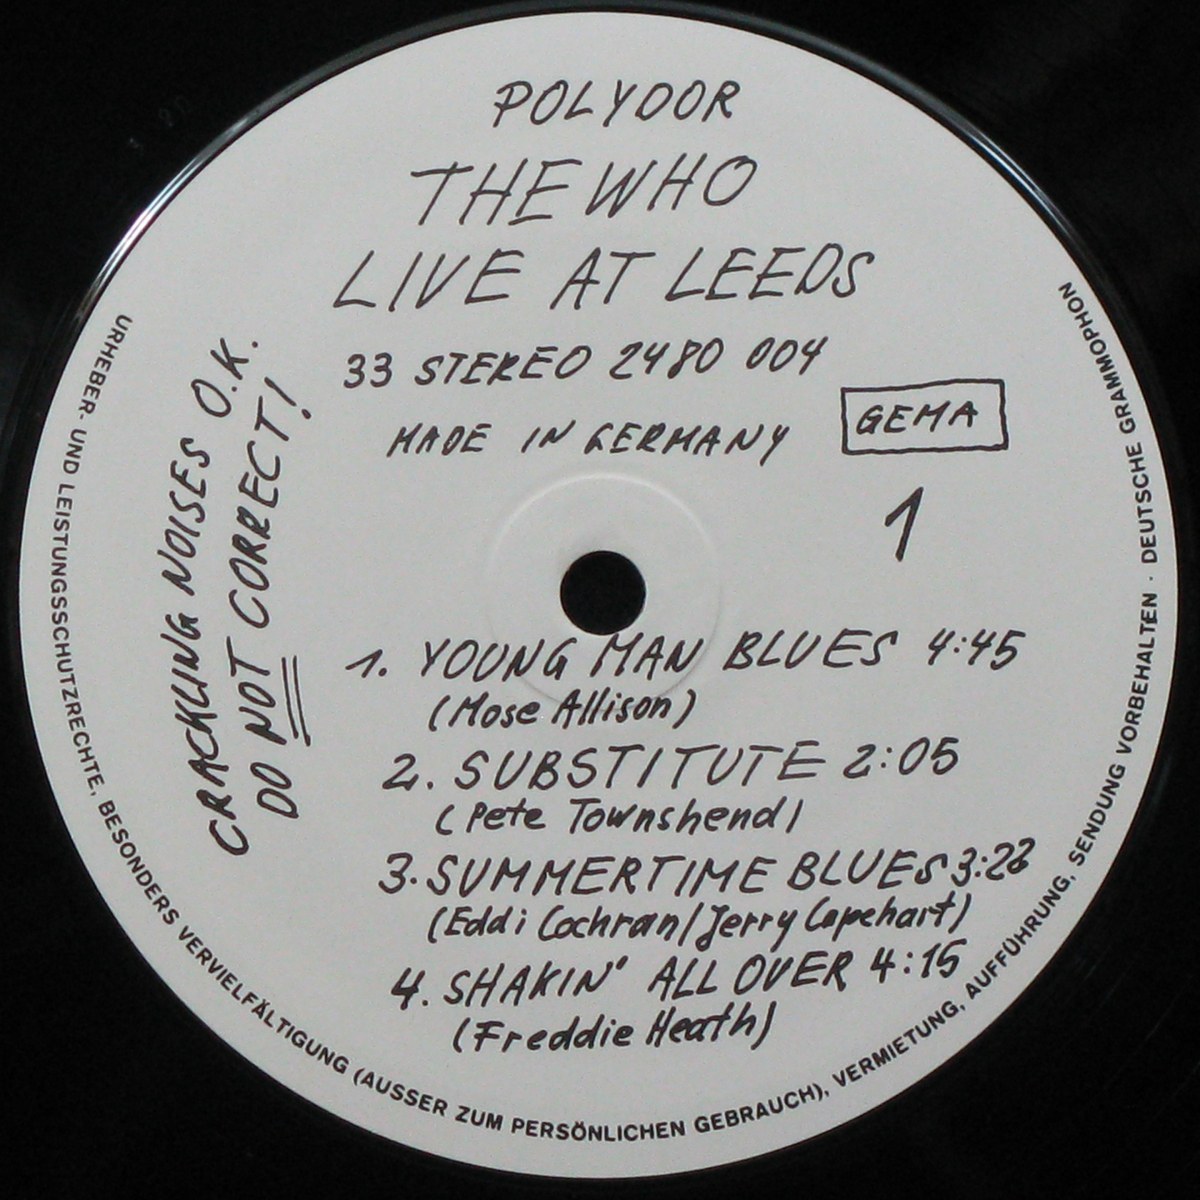 POLYDOR
THE WHO
LIVE AT LEEDS
33 STEREO 2480 004
MADE IN GERMANY
GEMA
1
CRACKLING NOISES O.K.
DO NOT CORRECT!
1. YOUNG MAN BLUES 4:45
(Mose Allison)
2. SUBSTITUTE 2:05
(Pete Townshend)
3. SUMMERTIME BLUES 3:22
(Eddi Cochran/Jerry Capehart)
4. SHAKIN' ALL OVER 4:15
(Freddie Heath)
URHEBER- UND LEISTUNGSSCHUTZRECHTE, BESONDERS VERVIELFÄLTIGUNG (AUSSER ZUM PERSÖNLICHEN GEBRAUCH), VERMIETUNG, AUFFÜHRUNG, SENDUNG VORBEHALTEN · DEUTSCHE GRAMMOPHON